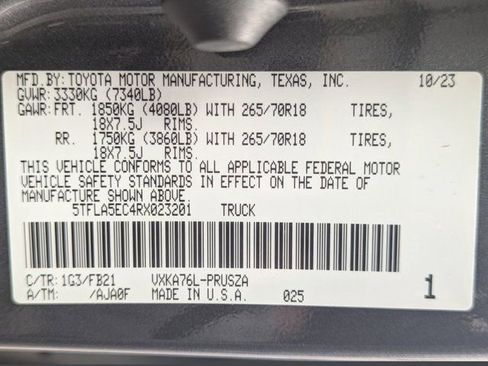 MFD.BY: TOYOTA MOTOR MANUFACTURING, TEXAS, INC. 10/23
GVWR: 3330KG (7340LB)
GAWR: FRT. 1850KG (4080LB) WITH 265/70R18 TIRES,
18X7.5J RIMS.
RR. 1750KG (3860LB) WITH 265/70R18 TIRES,
18X7.5J RIMS.
THIS VEHICLE CONFORMS TO ALL APPLICABLE FEDERAL MOTOR
VEHICLE SAFETY STANDARDS IN EFFECT ON THE DATE OF
MANUFACTURE SHOWN ABOVE.
5TFLA5EC4RX023201 TRUCK
C/TR: 1G3/FB21 VXKA76L-PRUSZA
A/TM: /AJA0F MADE IN U.S.A. 025 1